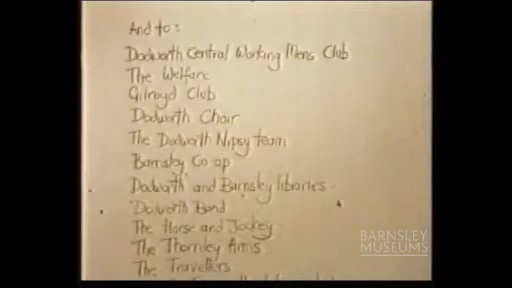 And to:
Dodworth Central Working Mens Club
The Welfare
Gilroyd Club
Dodworth Choir
The Dodworth Nipsy team
Barnsley Co op
Dodworth and Barnsley libraries
Dodworth Band
The Horse and Jockey
The Thornley Arms
The Travellers
BARNSLEY
MUSEUMS